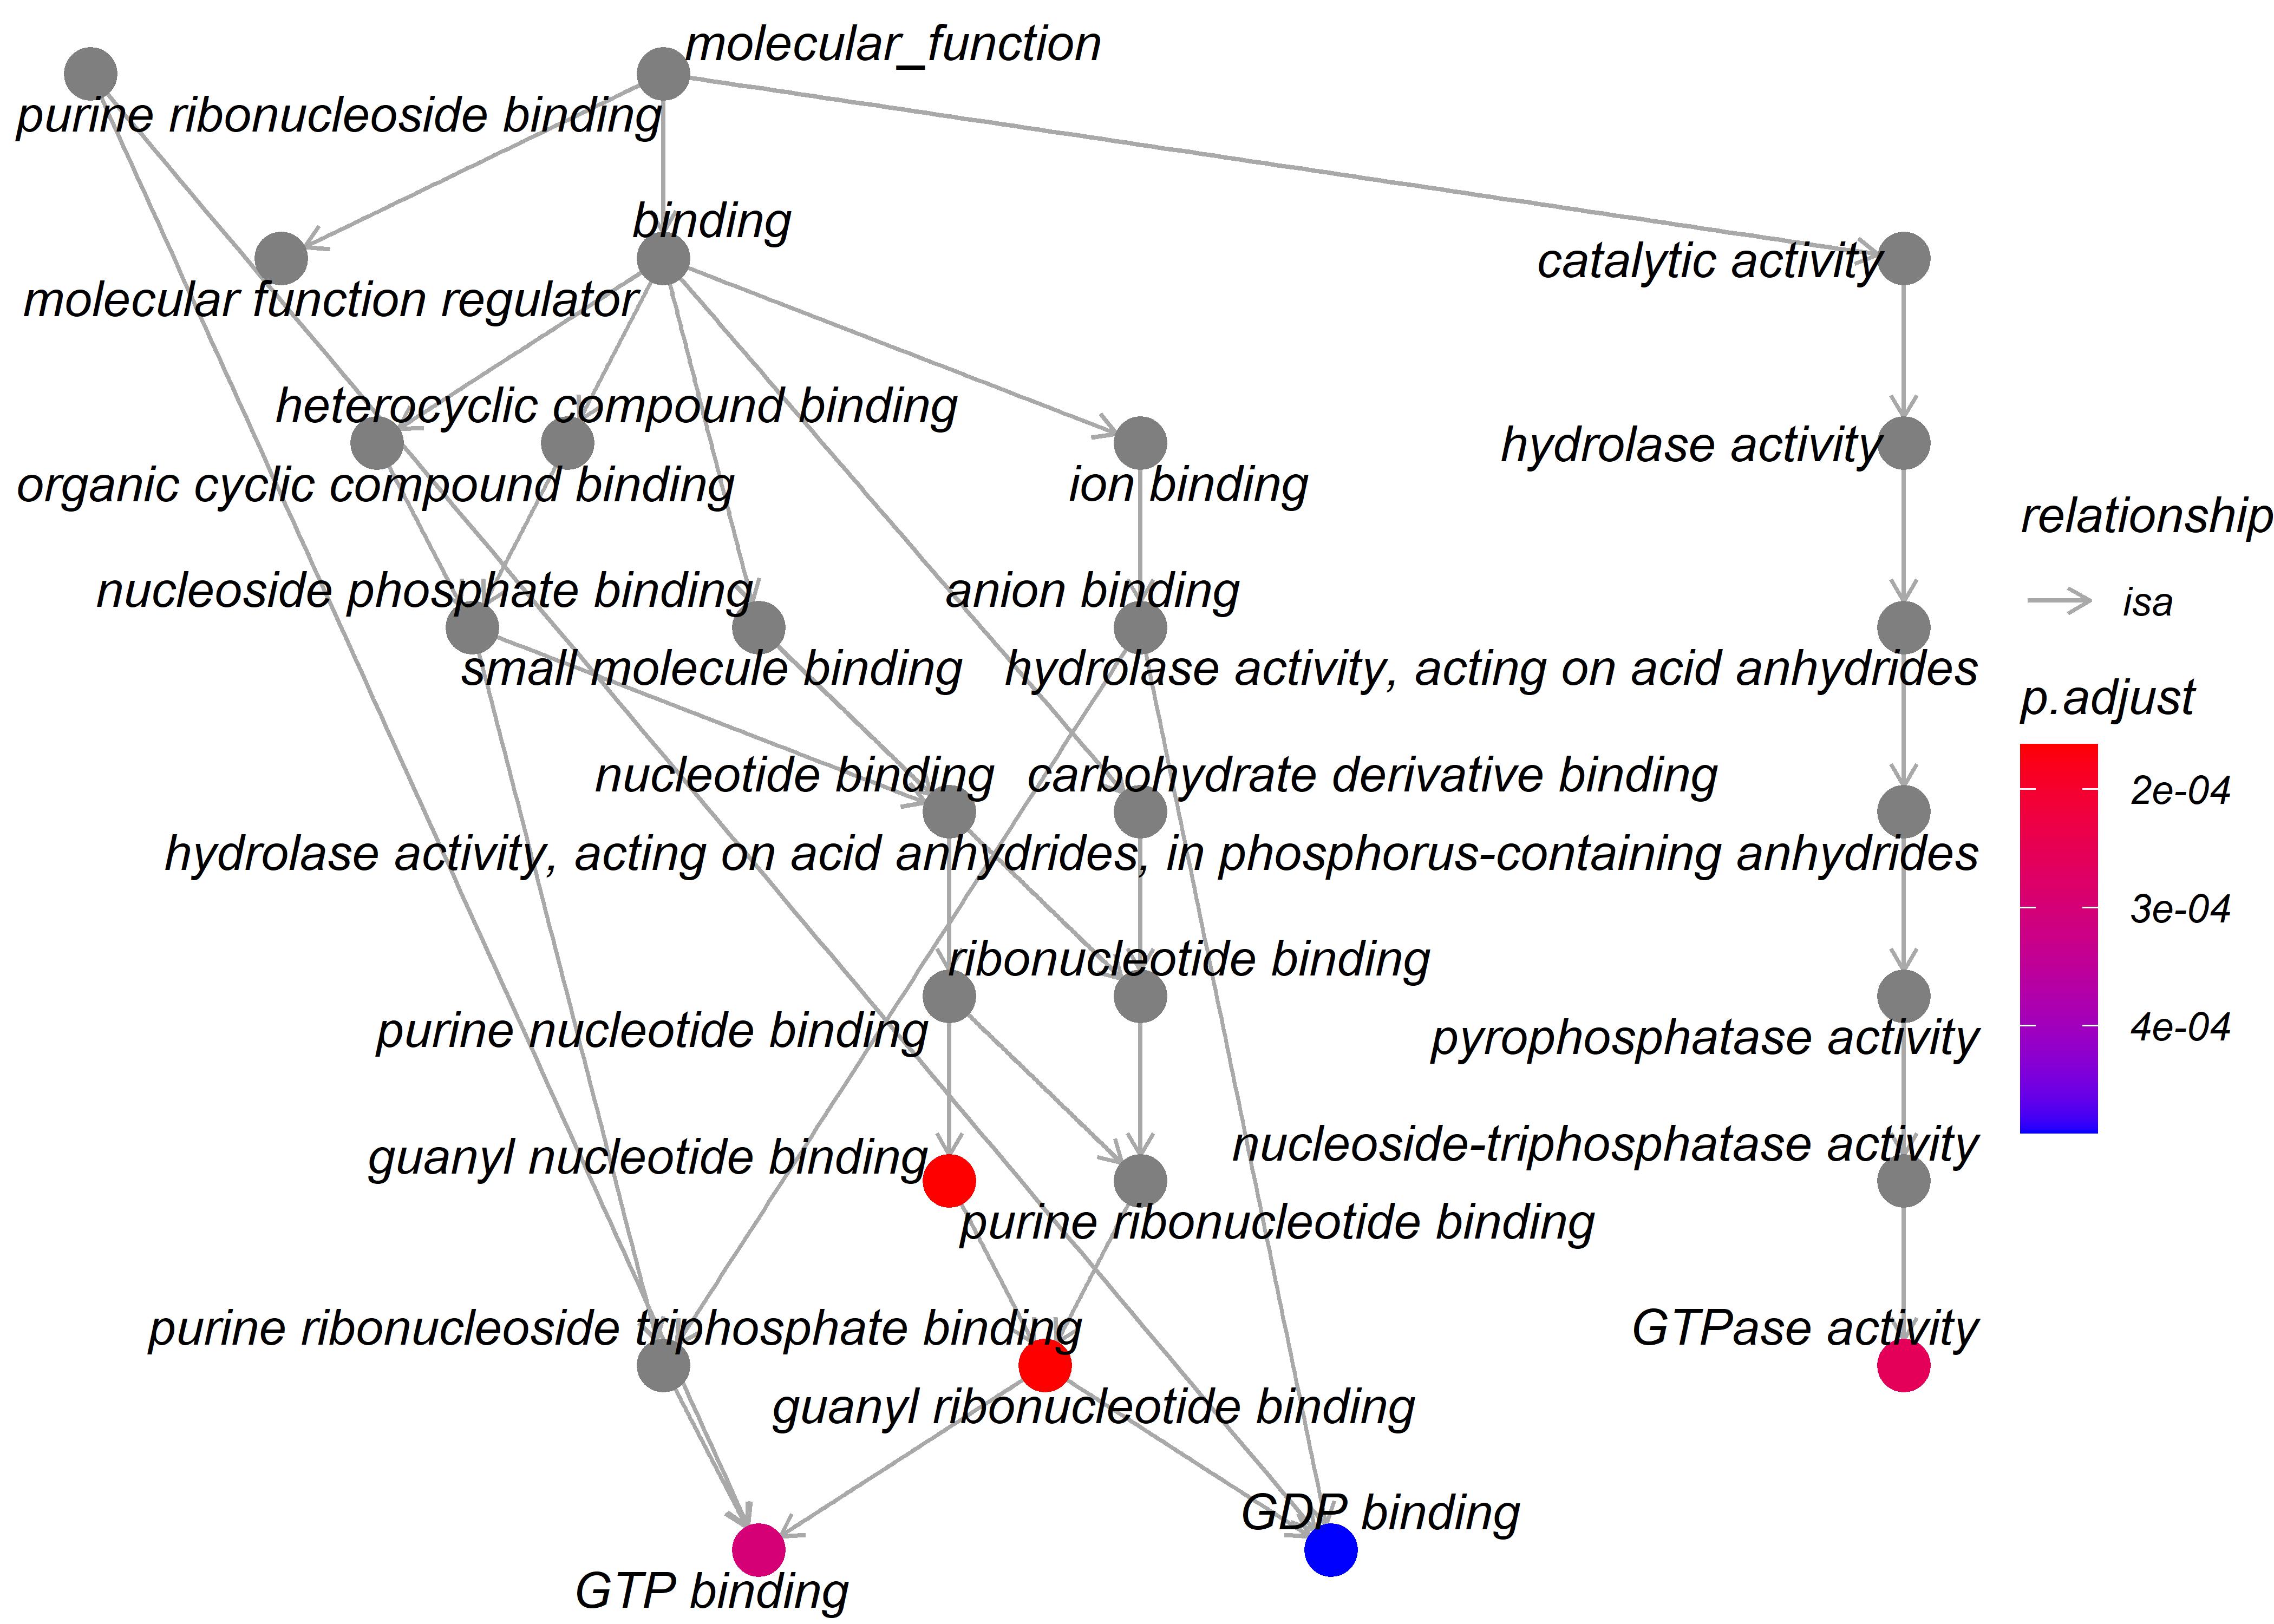 molecular_function
purine ribonucleoside binding
binding
catalytic activity
molecular function regulator
heterocyclic compound binding
hydrolase activity
organic cyclic compound binding
ion binding
relationship
isa
nucleoside phosphate binding
anion binding
small molecule binding
hydrolase activity, acting on acid anhydrides
p.adjust
2e-04
3e-04
4e-04
nucleotide binding
carbohydrate derivative binding
hydrolase activity, acting on acid anhydrides, in phosphorus-containing anhydrides
ribonucleotide binding
purine nucleotide binding
pyrophosphatase activity
guanyl nucleotide binding
nucleoside-triphosphatase activity
purine ribonucleotide binding
purine ribonucleoside triphosphate binding
GTPase activity
guanyl ribonucleotide binding
GDP binding
GTP binding